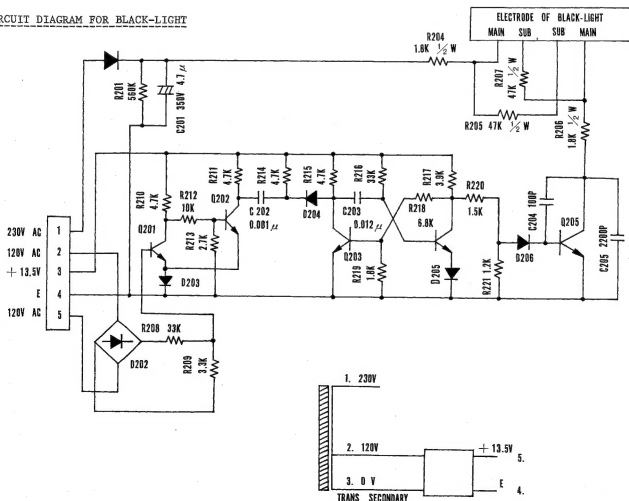 RCUIT DIAGRAM FOR BLACK-LIGHT
ELECTRODE OF BLACK-LIGHT
MAIN SUB SUB MAIN
R204
1.8K ½ W
R207
47K ½ W
R205 47K ½ W
R206
1.8K ½ W
R201
560K
C201 350V 4.7μ
R210
4.7K
R212
10K
R211
4.7K
R214
4.7K
R215
4.7K
R216
33K
R217
3.9K
R220
1.5K
Q201
Q202
C 202
0.081μ
D204
C203
0.012μ
R218
6.8K
C204 100P
Q205
C205 2200P
R213
2.7K
D203
Q203
R219
1.8K
D205
D206
R221 1.2K
230V AC 1
120V AC 2
+ 13.5V 3
E 4
120V AC 5
R208 33K
R209
3.3K
D202
1. 230V
2. 120V
3. 0 V
TRANS SECONDARY
+ 13.5V
5.
E
4.